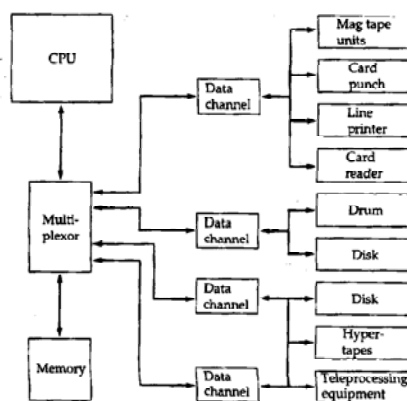 CPU
Multi-
plexor
Memory
Data
channel
Data
channel
Data
channel
Data
channel
Mag tape
units
Card
punch
Line
printer
Card
reader
Drum
Disk
Disk
Hyper-
tapes
Teleprocessing
equipment